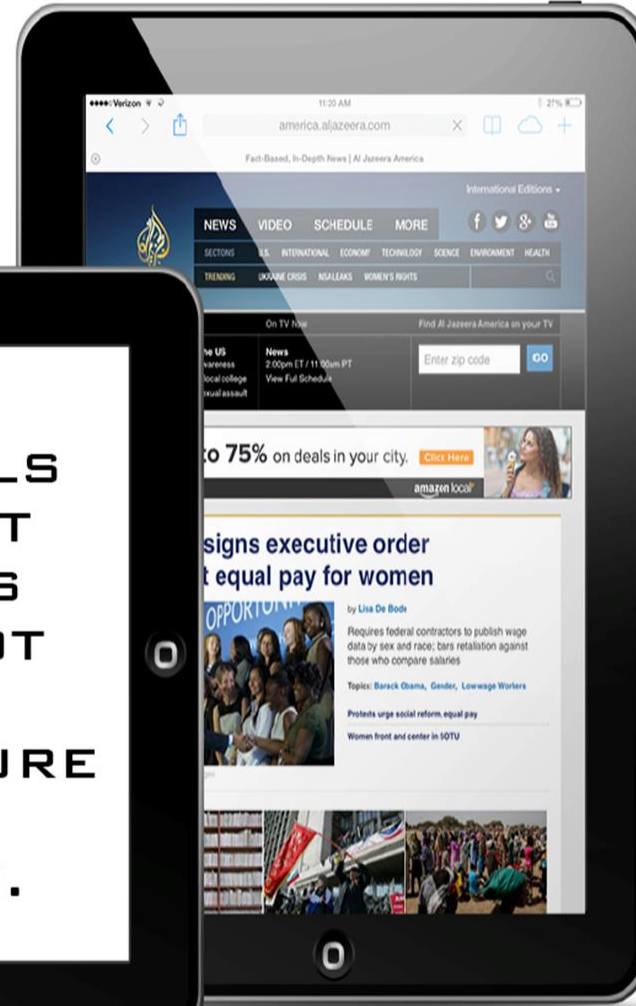 Verizon
11:20 AM
27%
america.aljazeera.com
Fact-Based, In-Depth News | Al Jazeera America
International Editions
NEWS VIDEO SCHEDULE MORE
SECTIONS U.S. INTERNATIONAL ECONOMY TECHNOLOGY SCIENCE ENVIRONMENT HEALTH
TRENDING UKRAINE CRISIS NSA LEAKS WOMEN'S RIGHTS
On TV Now
Find Al Jazeera America on your TV
he US
wareness
local college
exual assault
News
2:00pm ET / 11:00am PT
View Full Schedule
Enter zip code
GO
to 75% on deals in your city.
Click Here
amazon local
signs executive order
t equal pay for women
OPPORTUNI
by Lisa De Bode
Requires federal contractors to publish wage
data by sex and race; bars retaliation against
those who compare salaries
Topics: Barack Obama, Gender, Low-wage Workers
Protests urge social reform, equal pay
Women front and center in SOTU
ges
LS
T
S
OT
URE
.